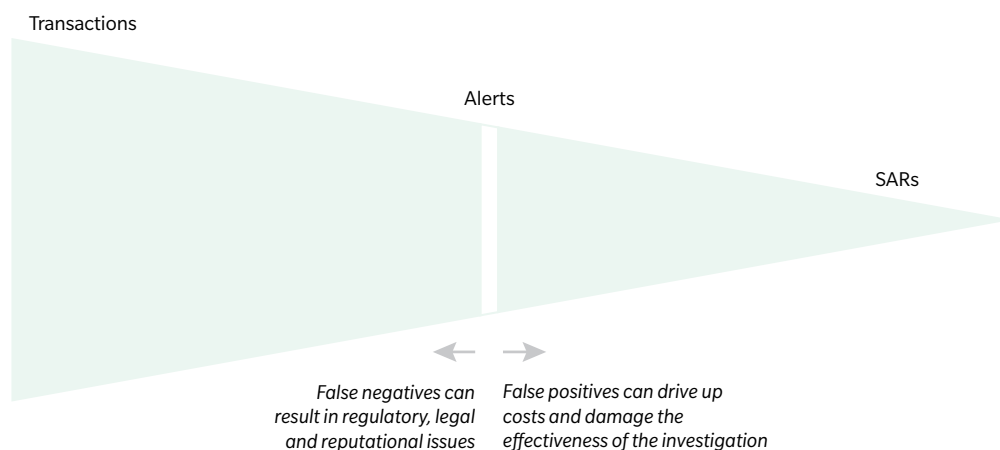 Transactions
Alerts
SARs
False negatives can
result in regulatory, legal
and reputational issues
False positives can drive up
costs and damage the
effectiveness of the investigation